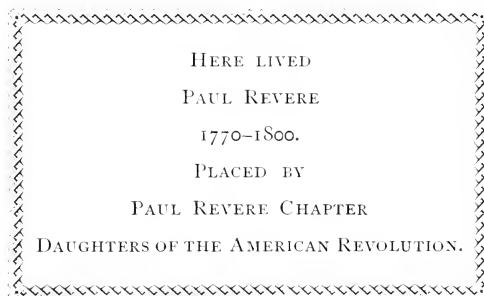 Here lived
Paul Revere
1770–1800.
Placed by
Paul Revere Chapter
Daughters of the American Revolution.